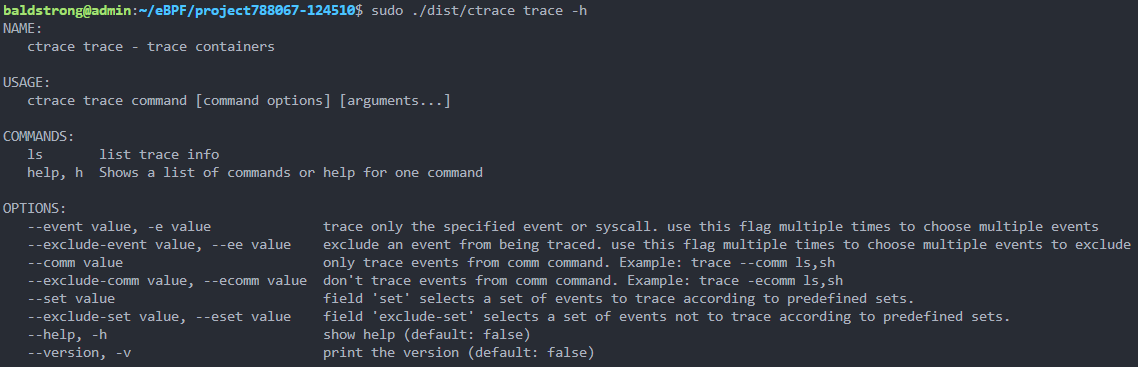 baldstrong@admin:~/eBPF/project788067-124510$ sudo ./dist/ctrace trace -h
NAME:
   ctrace trace - trace containers

USAGE:
   ctrace trace command [command options] [arguments...]

COMMANDS:
   ls       list trace info
   help, h  Shows a list of commands or help for one command

OPTIONS:
   --event value, -e value              trace only the specified event or syscall. use this flag multiple times to choose multiple events
   --exclude-event value, --ee value    exclude an event from being traced. use this flag multiple times to choose multiple events to exclude
   --comm value                         only trace events from comm command. Example: trace --comm ls,sh
   --exclude-comm value, --ecomm value  don't trace events from comm command. Example: trace -ecomm ls,sh
   --set value                          field 'set' selects a set of events to trace according to predefined sets.
   --exclude-set value, --eset value    field 'exclude-set' selects a set of events not to trace according to predefined sets.
   --help, -h                           show help (default: false)
   --version, -v                        print the version (default: false)